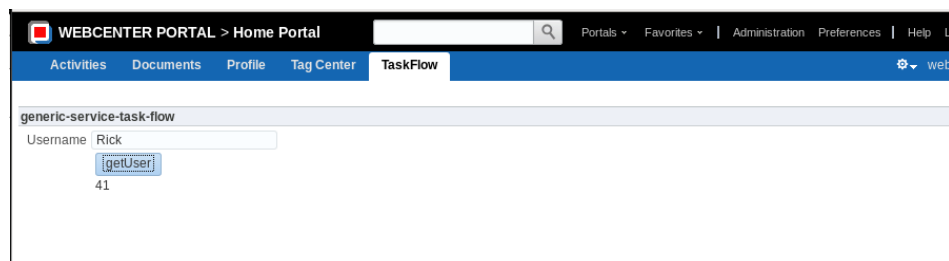 WEBCENTER PORTAL > Home Portal Portals Favorites | Administration Preferences | Help
Activities Documents Profile Tag Center TaskFlow
generic-service-task-flow
Username Rick
getUser
41